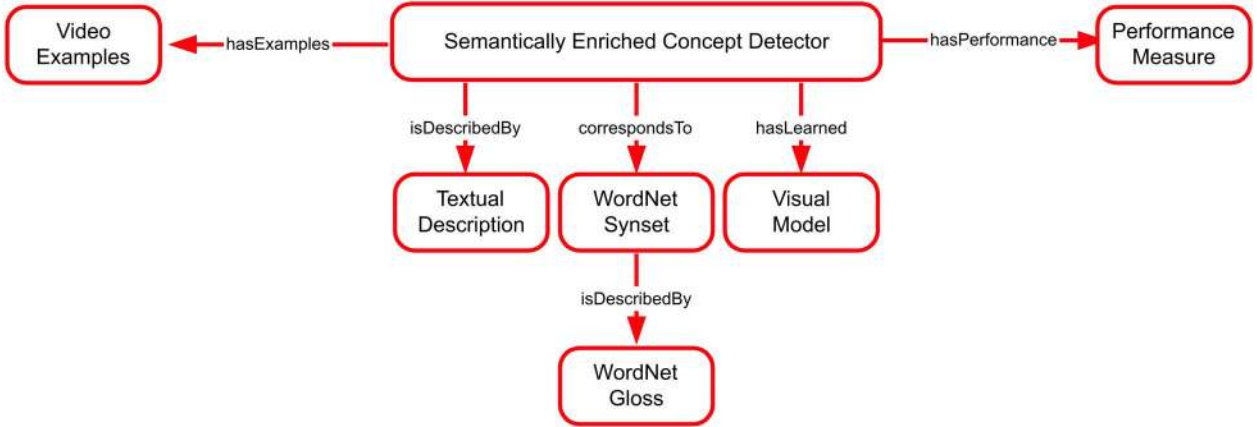 Video
Examples
hasExamples
Semantically Enriched Concept Detector
hasPerformance
Performance
Measure
isDescribedBy
correspondsTo
hasLearned
Textual
Description
WordNet
Synset
Visual
Model
isDescribedBy
WordNet
Gloss